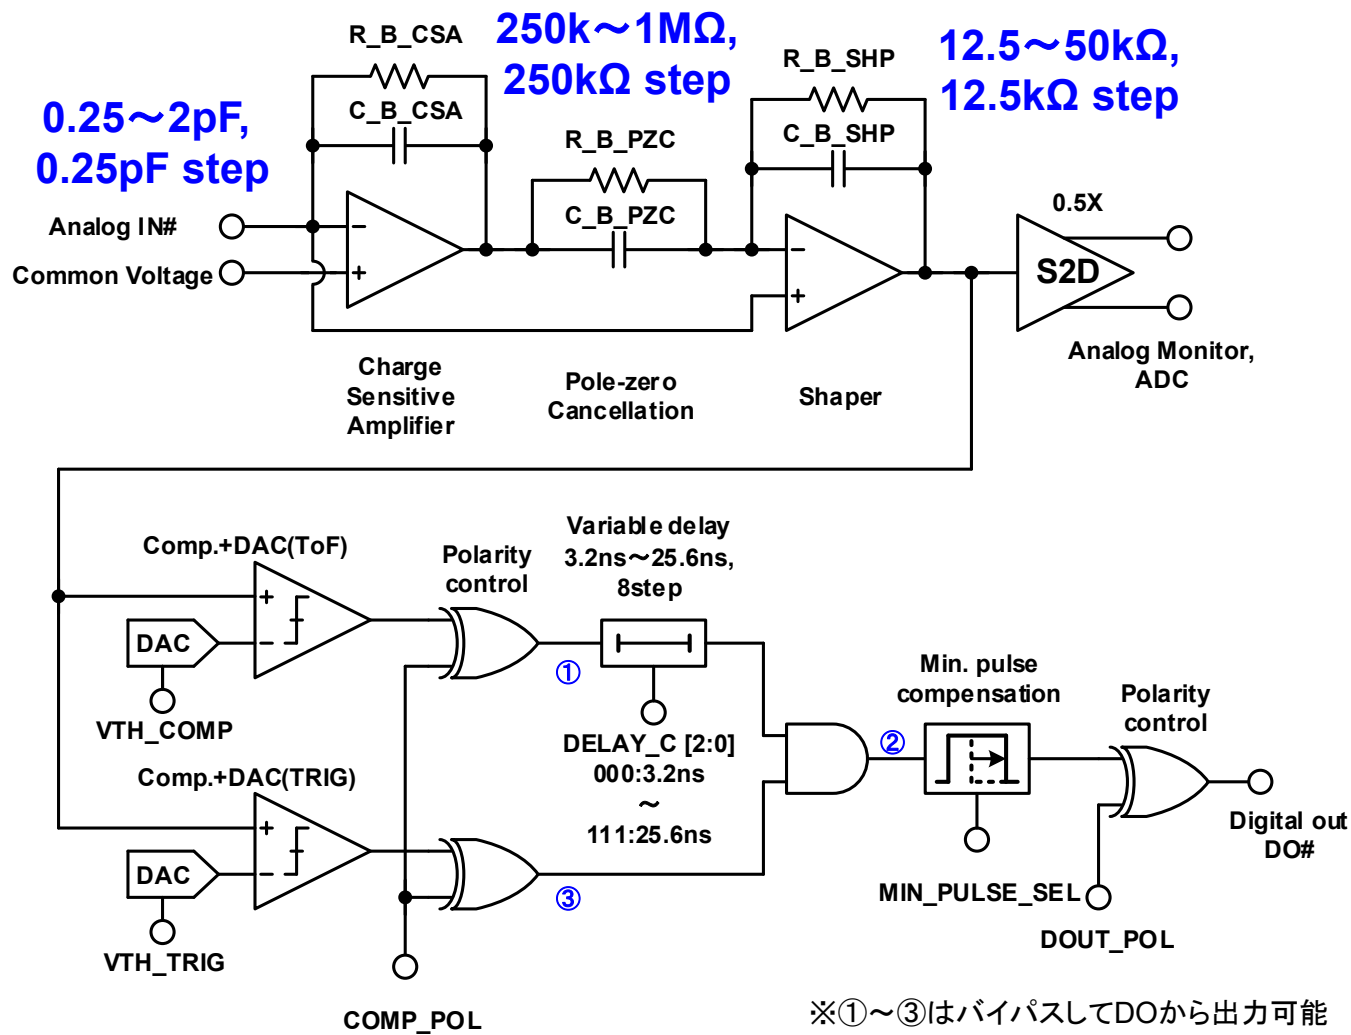 R_B_CSA
C_B_CSA
250k～1MΩ,
250kΩ step
12.5～50kΩ,
12.5kΩ step
R_B_SHP
C_B_SHP
0.25～2pF,
0.25pF step
R_B_PZC
C_B_PZC
Analog IN#
Common Voltage
−
+
−
+
0.5X
S2D
Analog Monitor,
ADC
Charge
Sensitive
Amplifier
Pole-zero
Cancellation
Shaper
Comp.+DAC(ToF)
Polarity
control
Variable delay
3.2ns～25.6ns,
8step
+
−
DAC
VTH_COMP
①
DELAY_C [2:0]
000:3.2ns
～
111:25.6ns
Min. pulse
compensation
Polarity
control
②
Comp.+DAC(TRIG)
+
−
DAC
VTH_TRIG
③
MIN_PULSE_SEL
DOUT_POL
Digital out
DO#
COMP_POL
※①～③はバイパスしてDOから出力可能